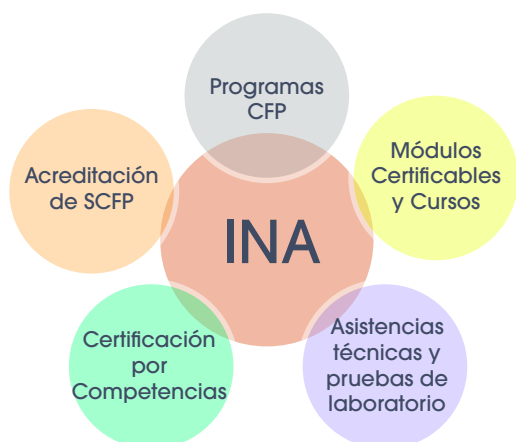 Programas
CFP
Acreditación
de SCFP
Módulos
Certificables
y Cursos
INA
Certificación
por
Competencias
Asistencias
técnicas y
pruebas de
laboratorio